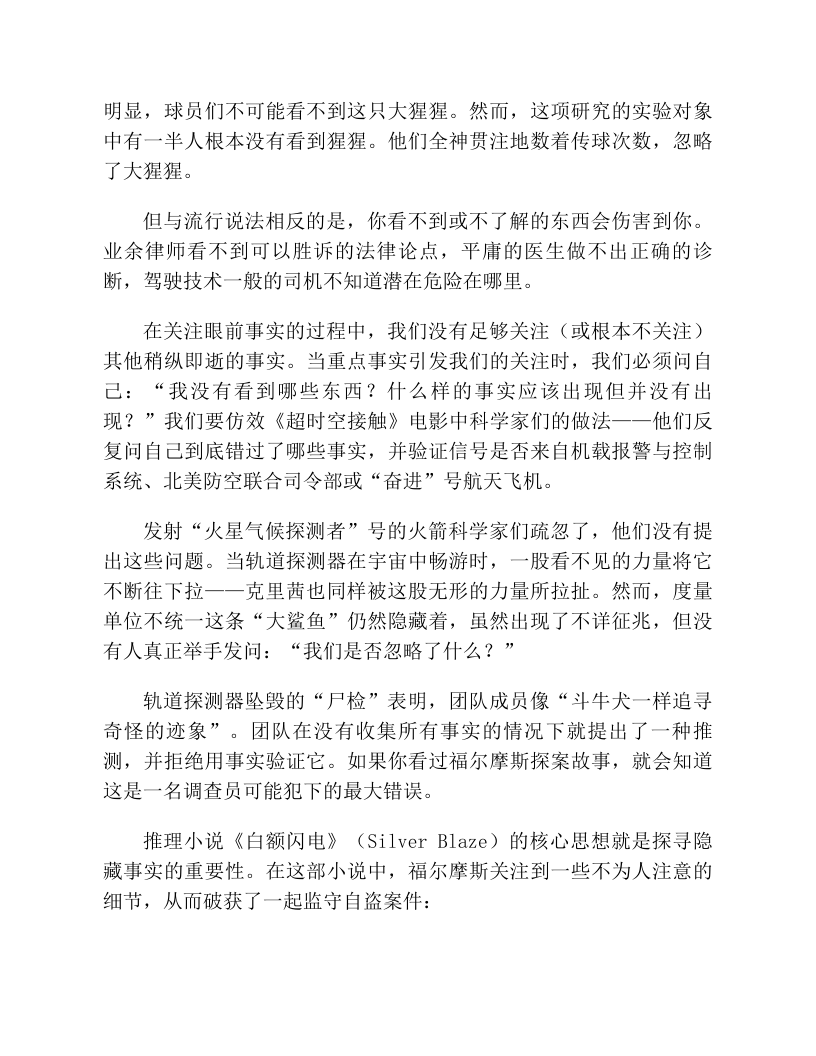 明显，球员们不可能看不到这只大猩猩。然而，这项研究的实验对象
中有一半人根本没有看到猩猩。他们全神贯注地数着传球次数，忽略
了大猩猩。
但与流行说法相反的是，你看不到或不了解的东西会伤害到你。
业余律师看不到可以胜诉的法律论点，平庸的医生做不出正确的诊
断，驾驶技术一般的司机不知道潜在危险在哪里。
在关注眼前事实的过程中，我们没有足够关注（或根本不关注）
其他稍纵即逝的事实。当重点事实引发我们的关注时，我们必须问自
己：“我没有看到哪些东西？什么样的事实应该出现但并没有出
现？”我们要仿效《超时空接触》电影中科学家们的做法——他们反
复问自己到底错过了哪些事实，并验证信号是否来自机载报警与控制
系统、北美防空联合司令部或“奋进”号航天飞机。
发射“火星气候探测者”号的火箭科学家们疏忽了，他们没有提
出这些问题。当轨道探测器在宇宙中畅游时，一股看不见的力量将它
不断往下拉——克里茜也同样被这股无形的力量所拉扯。然而，度量
单位不统一这条“大鲨鱼”仍然隐藏着，虽然出现了不详征兆，但没
有人真正举手发问：“我们是否忽略了什么？”
轨道探测器坠毁的“尸检”表明，团队成员像“斗牛犬一样追寻
奇怪的迹象”。团队在没有收集所有事实的情况下就提出了一种推
测，并拒绝用事实验证它。如果你看过福尔摩斯探案故事，就会知道
这是一名调查员可能犯下的最大错误。
推理小说《白额闪电》（Silver Blaze）的核心思想就是探寻隐
藏事实的重要性。在这部小说中，福尔摩斯关注到一些不为人注意的
细节，从而破获了一起监守自盗案件：